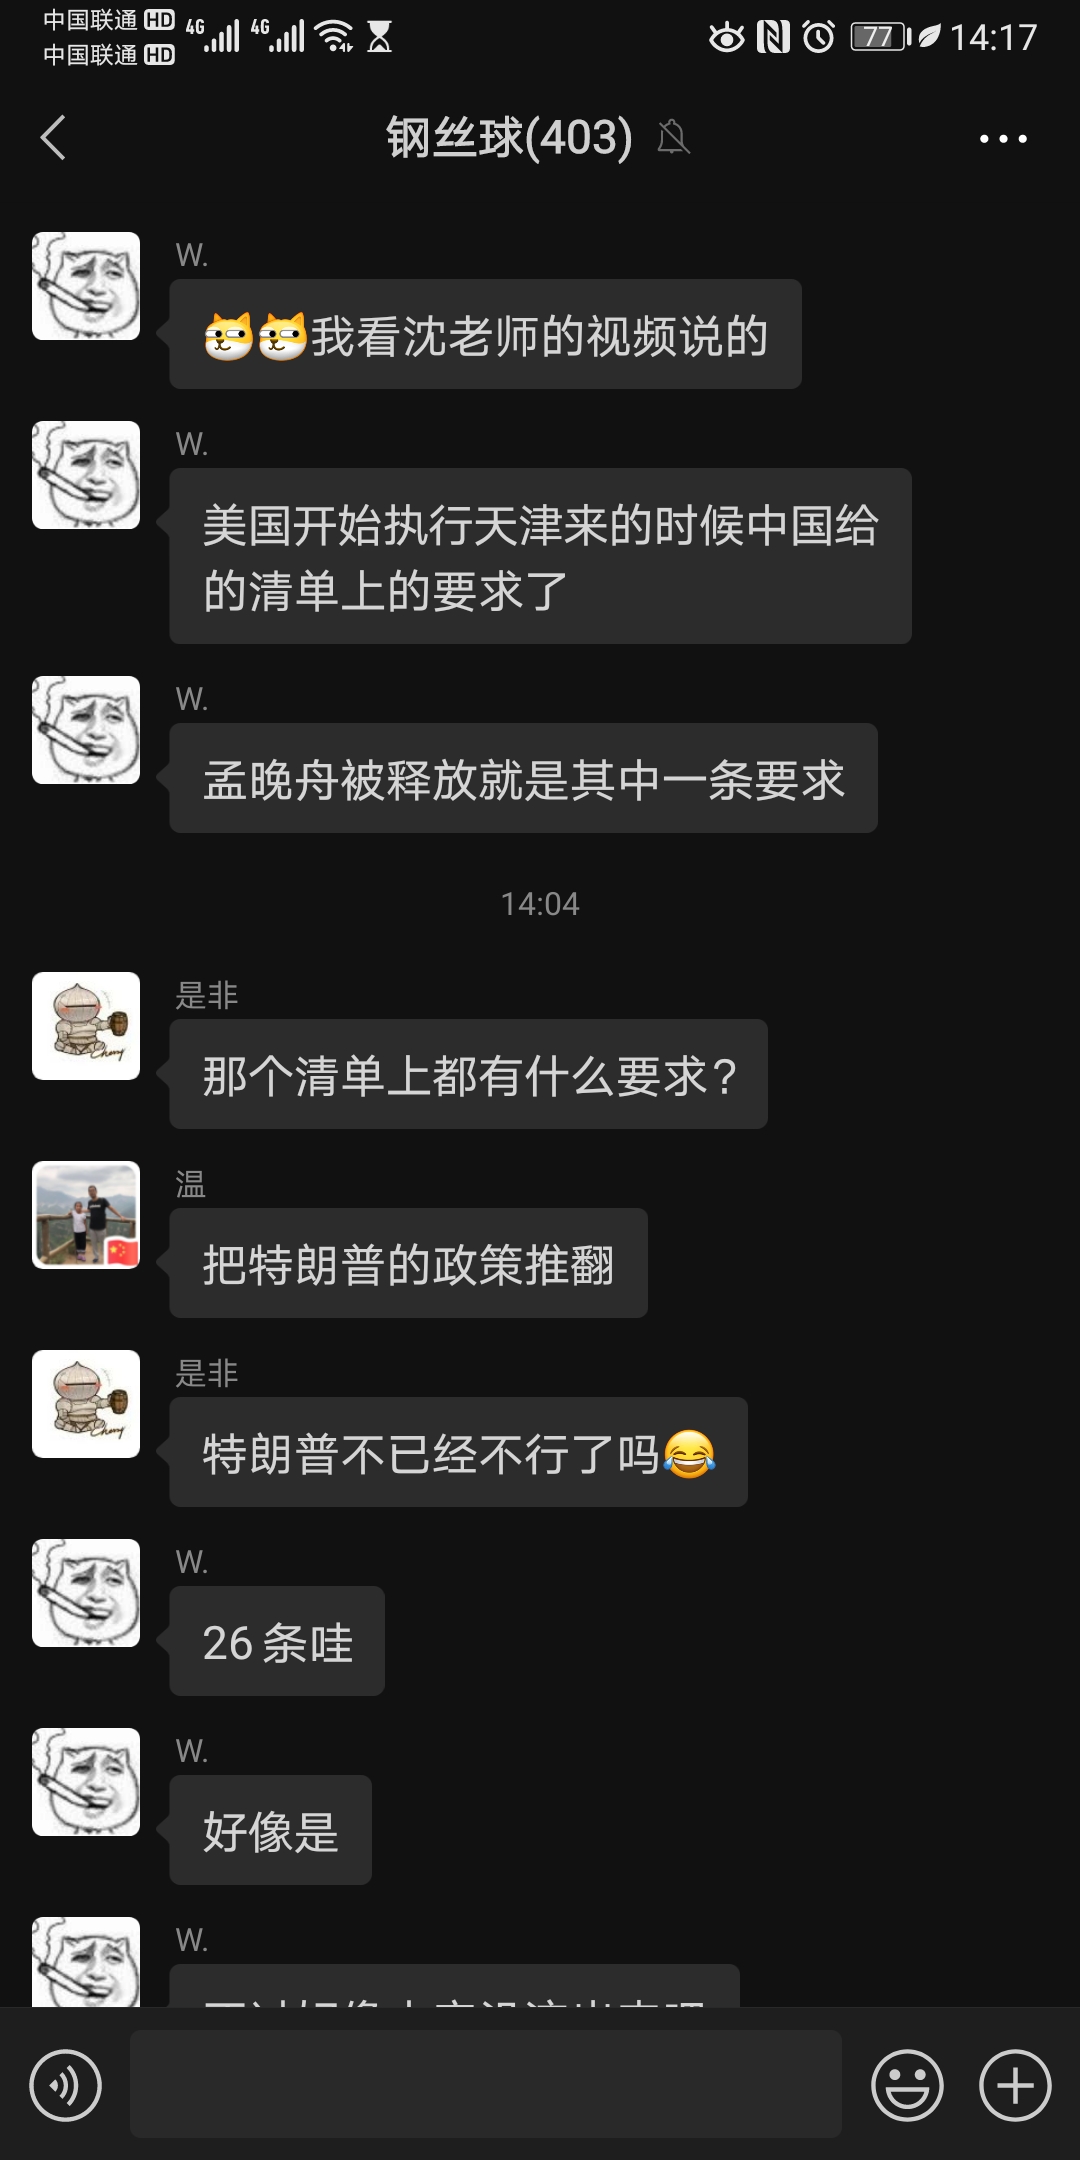 中国联通 HD 4G 4G 77 14:17
中国联通 HD
钢丝球(403)
W.
我看沈老师的视频说的
W.
美国开始执行天津来的时候中国给
的清单上的要求了
W.
孟晚舟被释放就是其中一条要求
14:04
是非
Cherry
那个清单上都有什么要求?
温
把特朗普的政策推翻
是非
Cherry
特朗普不已经不行了吗
W.
26条哇
W.
好像是
W.